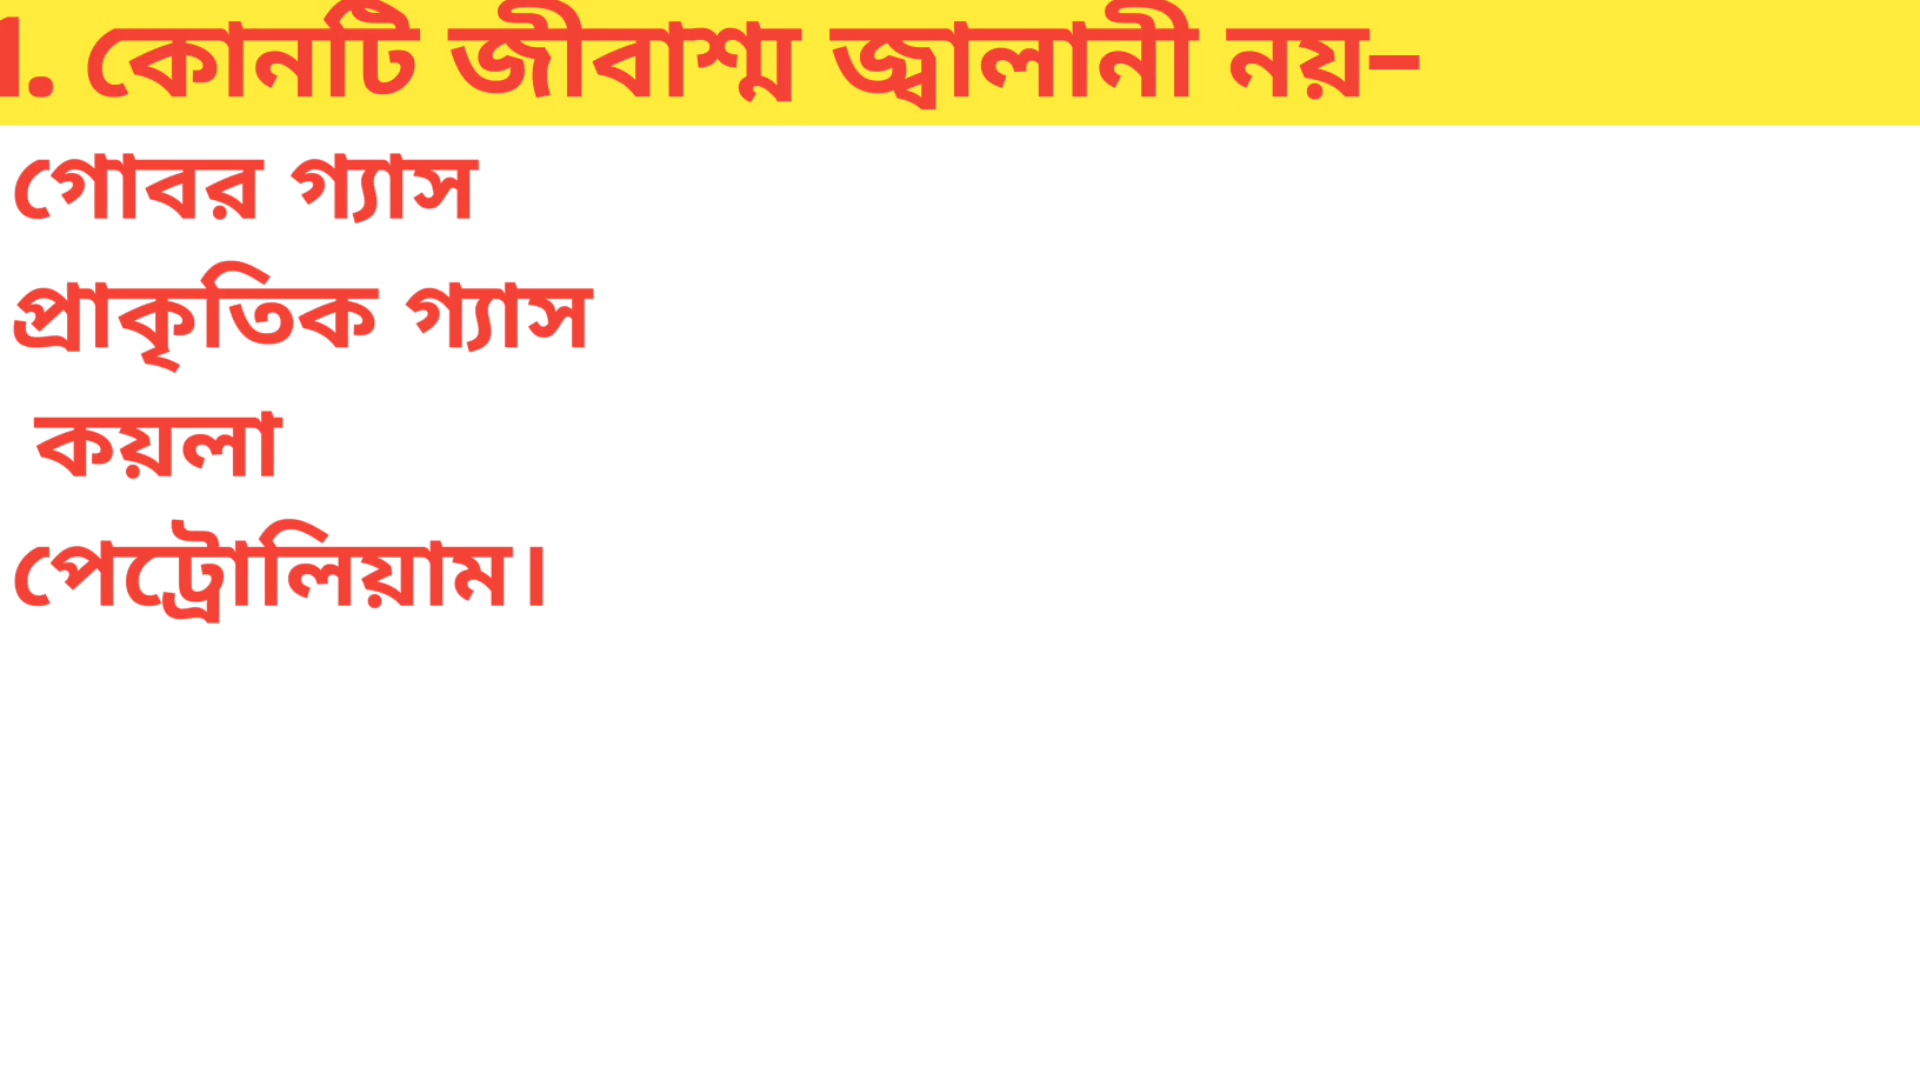 1. কোনটি জীবাশ্ম জ্বালানী নয়–
গোবর গ্যাস
প্রাকৃতিক গ্যাস
কয়লা
পেট্রোলিয়াম।